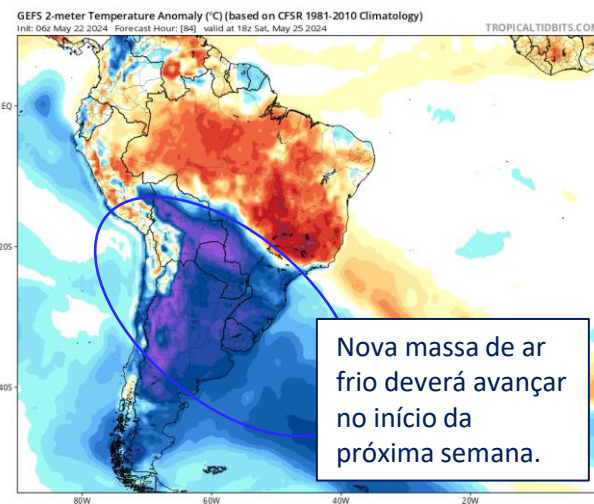 GEFS 2-meter Temperature Anomaly (°C) (based on CFSR 1981-2010 Climatology)
Init: 06z May 22 2024   Forecast Hour: [84]   valid at 18z Sat, May 25 2024
TROPICALTIDBITS.COM
EQ
20S
40S
Nova massa de ar
frio deverá avançar
no início da
próxima semana.
80W
60W
40W
20W